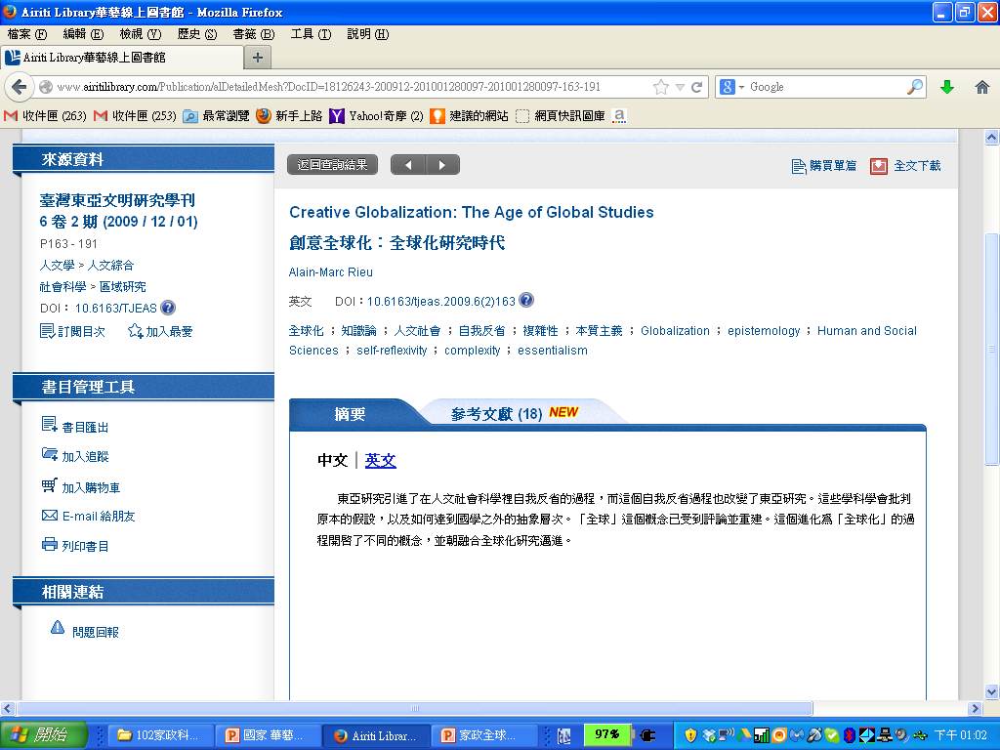 Airiti Library華藝線上圖書館 - Mozilla Firefox
檔案 (F) 編輯 (E) 檢視 (V) 歷史 (S) 書籤 (B) 工具 (T) 說明 (H)
Airiti Library華藝線上圖書館
www.airitilibrary.com/Publication/alDetailedMesh?DocID=18126243-200912-201001280097-201001280097-163-191
Google
收件匣 (263) 收件匣 (253) 最常瀏覽 新手上路 Yahoo!奇摩 (2) 建議的網站 網頁快訊圖庫
來源資料
臺灣東亞文明研究學刊
6 卷 2 期 (2009 / 12 / 01)
P163 - 191
人文學 > 人文綜合
社會科學 > 區域研究
DOI： 10.6163/TJEAS
訂閱目次 加入最愛
書目管理工具
書目匯出
加入追蹤
加入購物車
E-mail 給朋友
列印書目
相關連結
問題回報
返回查詢結果
購買單篇 全文下載
Creative Globalization: The Age of Global Studies
創意全球化：全球化研究時代
Alain-Marc Rieu
英文 DOI：10.6163/tjeas.2009.6(2)163
全球化 ； 知識論 ； 人文社會 ； 自我反省 ； 複雜性 ； 本質主義 ； Globalization ； epistemology ； Human and Social
Sciences ； self-reflexivity ； complexity ； essentialism
摘要 參考文獻 (18) NEW
中文 | 英文
東亞研究引進了在人文社會科學裡自我反省的過程，而這個自我反省過程也改變了東亞研究。這些學科學會批判
原本的假設，以及如何達到國學之外的抽象層次。「全球」這個概念已受到評論並重建。這個進化為「全球化」的過
程開啓了不同的概念，並朝融合全球化研究邁進。
開始 102家政科... 國家 華藝... Airiti Librar... 家政全球... 97% 下午 01:02